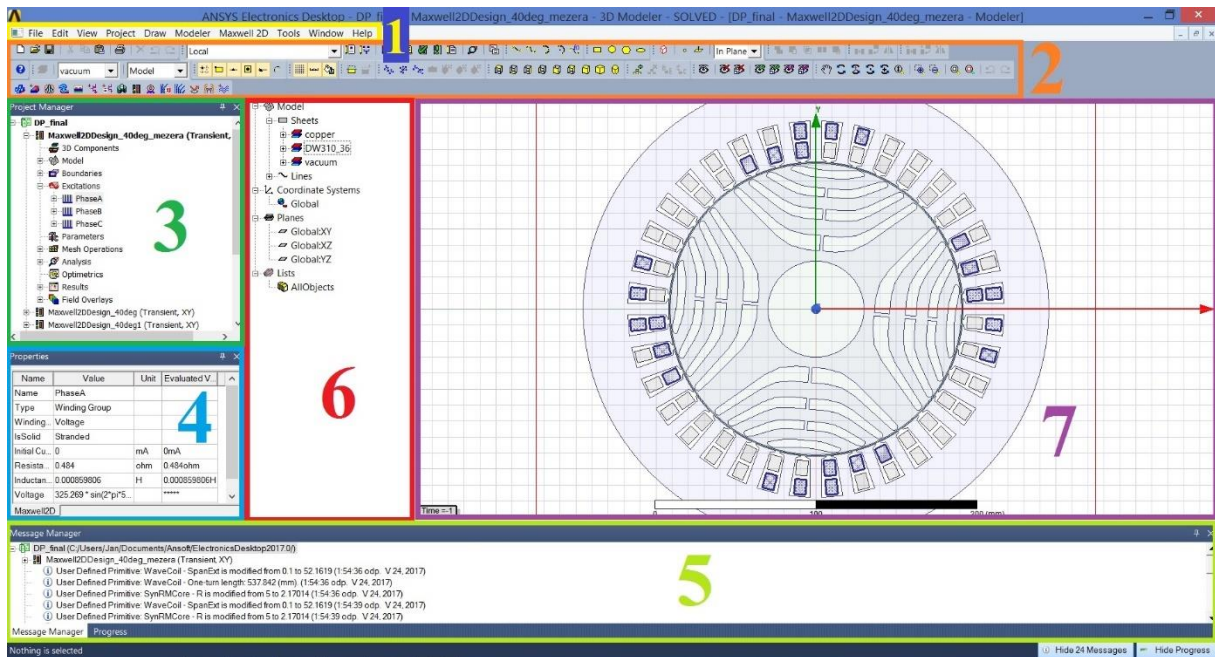 ANSYS Electronics Desktop - DP_fi Maxwell2DDesign_40deg_mezera - 3D Modeler - SOLVED - [DP_final - Maxwell2DDesign_40deg_mezera - Modeler]
File Edit View Project Draw Modeler Maxwell 2D Tools Window Help
1
Local
In Plane
2
vacuum
Model
Project Manager
DP_final
Maxwell2DDesign_40deg_mezera (Transient,
3D Components
Model
Boundaries
Excitations
PhaseA
PhaseB
PhaseC
Parameters
Mesh Operations
Analysis
Optimetrics
Results
Field Overlays
Maxwell2DDesign_40deg (Transient, XY)
Maxwell2DDesign_40deg1 (Transient, XY)
3
Properties
Name Value Unit Evaluated V...
Name PhaseA
Type Winding Group
Winding... Voltage
IsSolid Stranded
Initial Cu... 0 mA 0mA
Resista... 0.484 ohm 0.484ohm
Inductan... 0.000859806 H 0.000859806H
Voltage 325.269 * sin(2*pi*5... *****
Maxwell2D
4
Model
Sheets
copper
DW310_36
vacuum
Lines
Coordinate Systems
Global
Planes
Global:XY
Global:XZ
Global:YZ
Lists
AllObjects
6
Y
7
Time =-1
0 100 200 (mm)
Message Manager
DP_final (C:/Users/Jan/Documents/Ansoft/ElectronicsDesktop2017.0/)
Maxwell2DDesign_40deg_mezera (Transient, XY)
User Defined Primitive: WaveCoil - SpanExt is modified from 0.1 to 52.1619 (1:54:36 odp. V 24, 2017)
User Defined Primitive: WaveCoil - One-turn length: 537.842 (mm). (1:54:36 odp. V 24, 2017)
User Defined Primitive: SynRMCore - R is modified from 5 to 2.17014 (1:54:36 odp. V 24, 2017)
User Defined Primitive: WaveCoil - SpanExt is modified from 0.1 to 52.1619 (1:54:39 odp. V 24, 2017)
User Defined Primitive: SynRMCore - R is modified from 5 to 2.17014 (1:54:39 odp. V 24, 2017)
5
Message Manager Progress
Nothing is selected
Hide 24 Messages Hide Progress